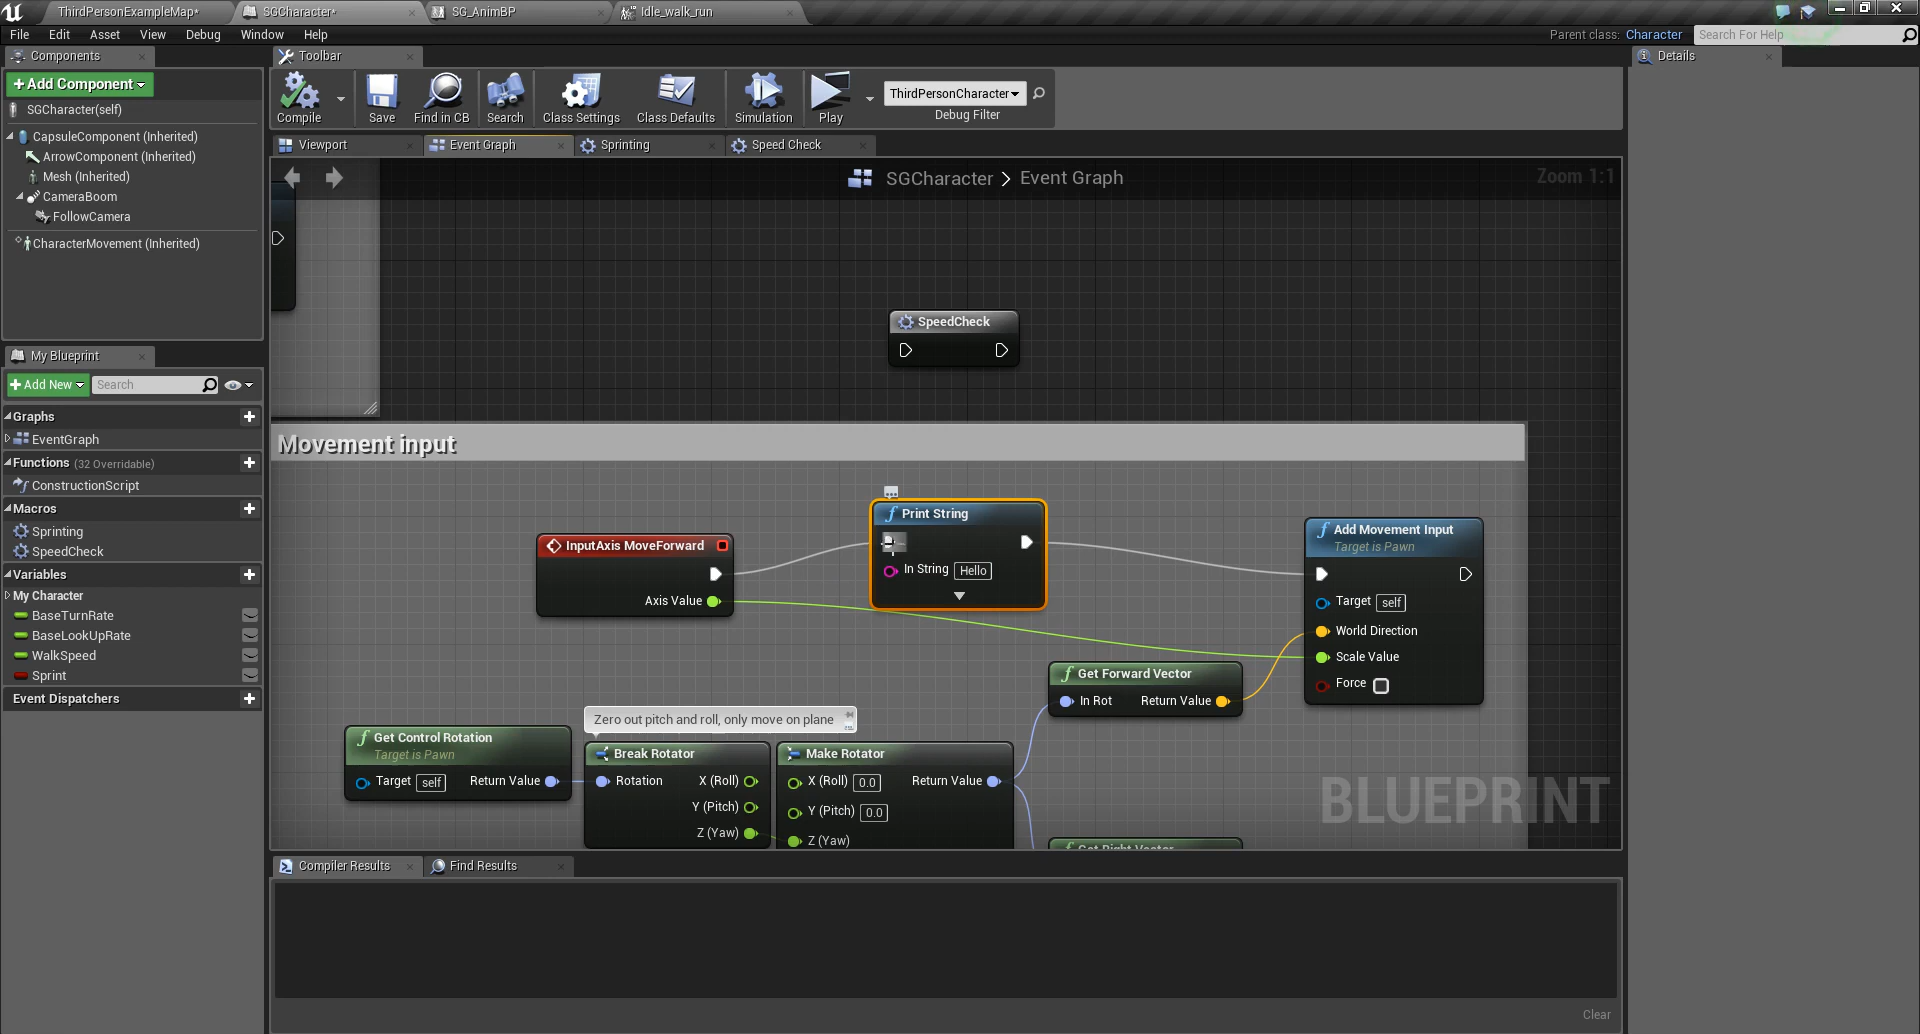 ThirdPersonExampleMap*
SGCharacter*
SG_AnimBP
Idle_walk_run
File Edit Asset View Debug Window Help
Parent class: Character
Search For Help
Components
Toolbar
Details
+Add Component
SGCharacter(self)
CapsuleComponent (Inherited)
ArrowComponent (Inherited)
Mesh (Inherited)
CameraBoom
FollowCamera
CharacterMovement (Inherited)
Compile
Save
Find in CB
Search
Class Settings
Class Defaults
Simulation
Play
ThirdPersonCharacter
Debug Filter
Viewport
Event Graph
Sprinting
Speed Check
SGCharacter > Event Graph
Zoom 1:1
SpeedCheck
My Blueprint
+Add New
Search
Graphs
EventGraph
Functions (32 Overridable)
ConstructionScript
Macros
Sprinting
SpeedCheck
Variables
My Character
BaseTurnRate
BaseLookUpRate
WalkSpeed
Sprint
Event Dispatchers
Movement input
InputAxis MoveForward
Axis Value
Print String
In String Hello
Add Movement Input
Target is Pawn
Target self
World Direction
Scale Value
Force
Get Forward Vector
In Rot Return Value
Zero out pitch and roll, only move on plane
Get Control Rotation
Target is Pawn
Target self Return Value
Break Rotator
Rotation X (Roll)
Y (Pitch)
Z (Yaw)
Make Rotator
X (Roll) 0.0 Return Value
Y (Pitch) 0.0
Z (Yaw)
Get Right Vector
BLUEPRINT
Compiler Results
Find Results
Clear